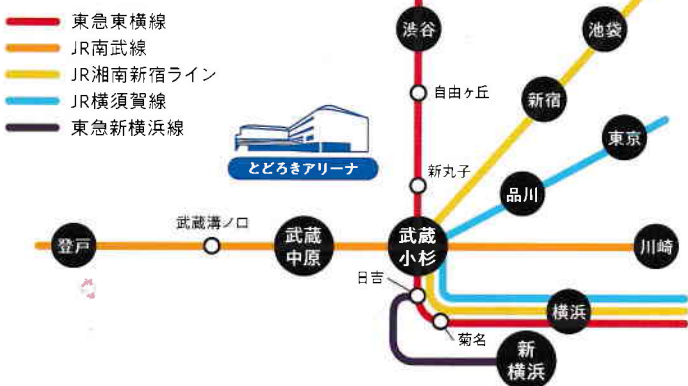 東急東横線
JR南武線
JR湘南新宿ライン
JR横須賀線
東急新横浜線
渋谷
池袋
自由ヶ丘
新宿
東京
とどろきアリーナ
新丸子
品川
武蔵溝ノ口
登戸
武蔵
中原
武蔵
小杉
川崎
日吉
横浜
菊名
新
横浜